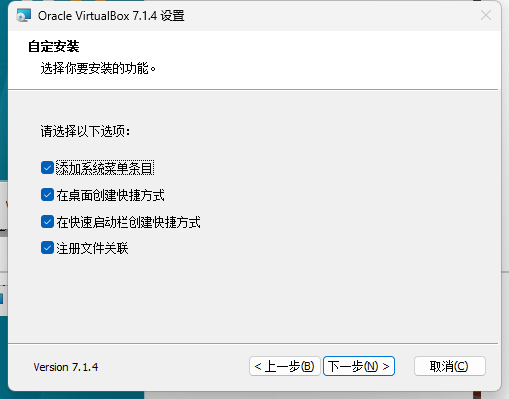 Oracle VirtualBox 7.1.4 设置
自定安装
选择你要安装的功能。
请选择以下选项：
添加系统菜单条目
在桌面创建快捷方式
在快速启动栏创建快捷方式
注册文件关联
Version 7.1.4
< 上一步(B)
下一步(N) >
取消(C)